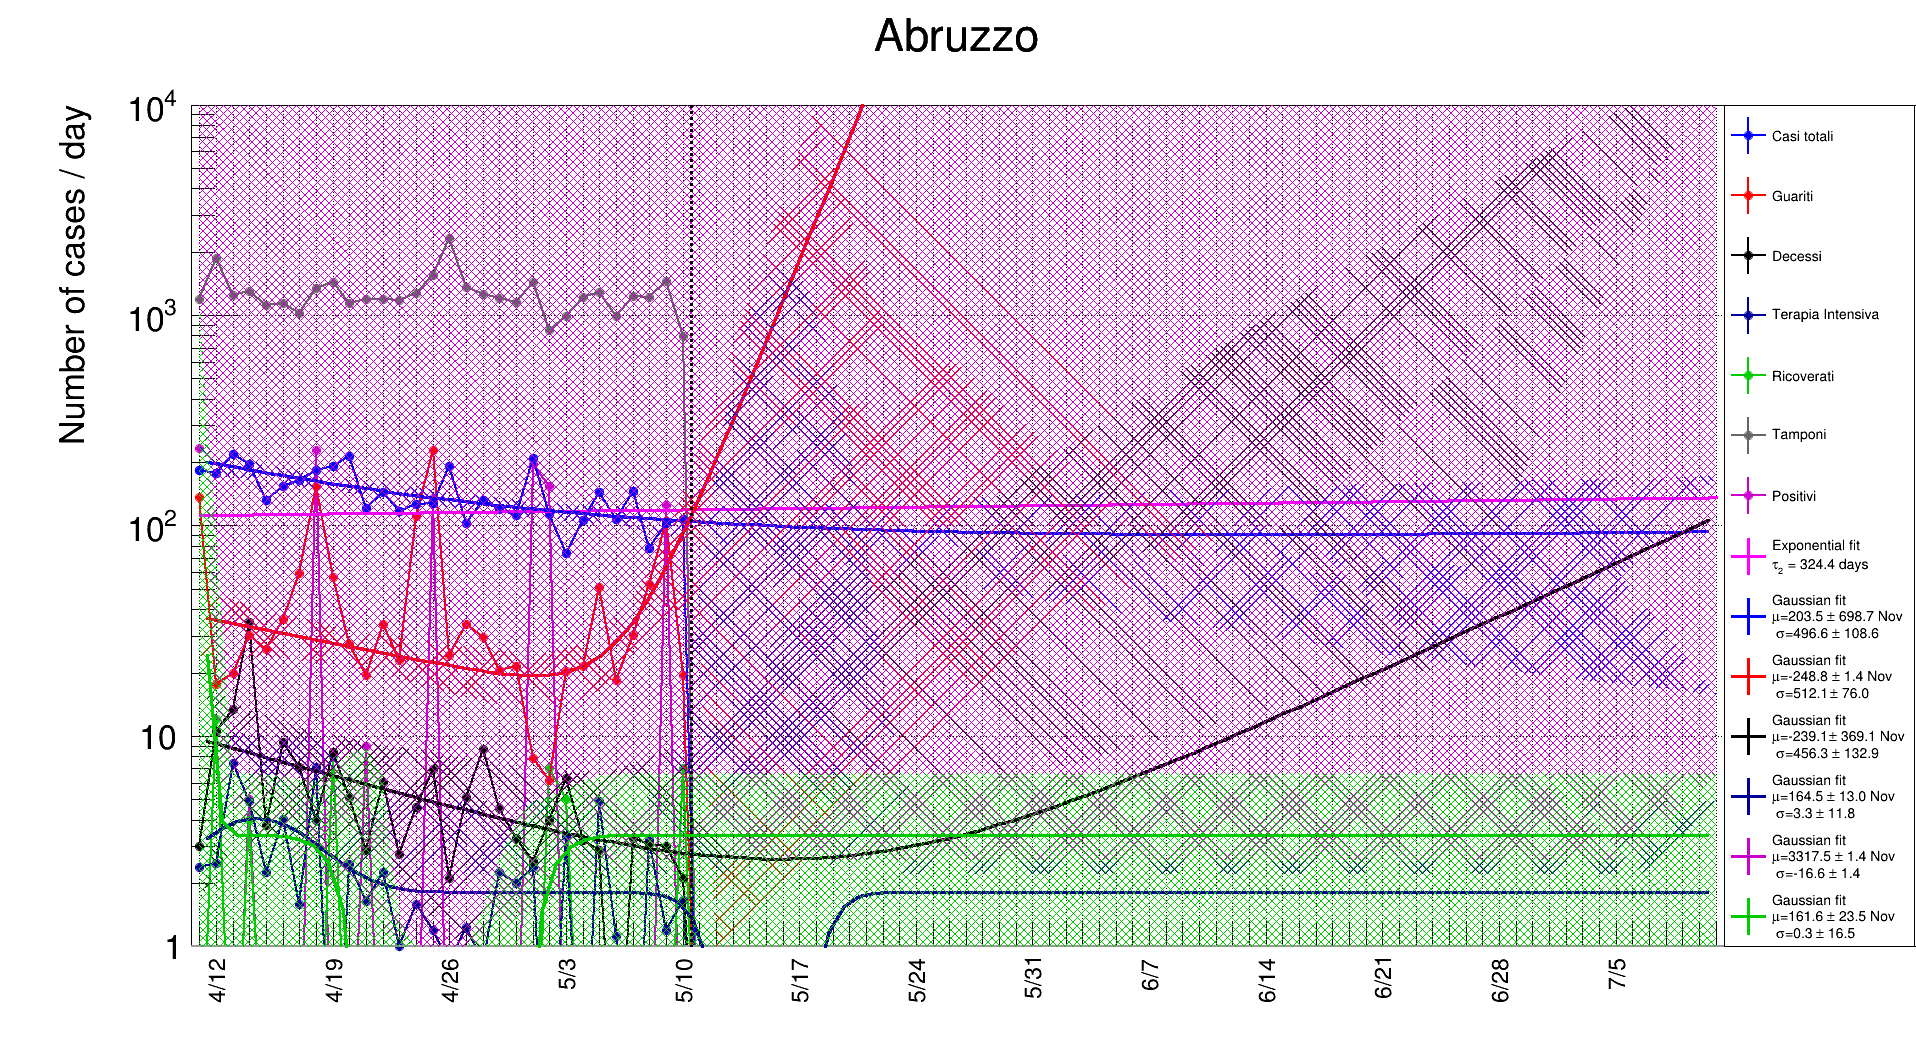 Abruzzo
Number of cases / day
10^4
10^3
10^2
10
1
4/12
4/19
4/26
5/3
5/10
5/17
5/24
5/31
6/7
6/14
6/21
6/28
7/5
Casi totali
Guariti
Decessi
Terapia Intensiva
Ricoverati
Tamponi
Positivi
Exponential fit
τ₂ = 324.4 days
Gaussian fit
μ=203.5 ± 698.7 Nov
σ=496.6 ± 108.6
Gaussian fit
μ=-248.8 ± 1.4 Nov
σ=512.1 ± 76.0
Gaussian fit
μ=-239.1 ± 369.1 Nov
σ=456.3 ± 132.9
Gaussian fit
μ=164.5 ± 13.0 Nov
σ=3.3 ± 11.8
Gaussian fit
μ=3317.5 ± 1.4 Nov
σ=-16.6 ± 1.4
Gaussian fit
μ=161.6 ± 23.5 Nov
σ=0.3 ± 16.5